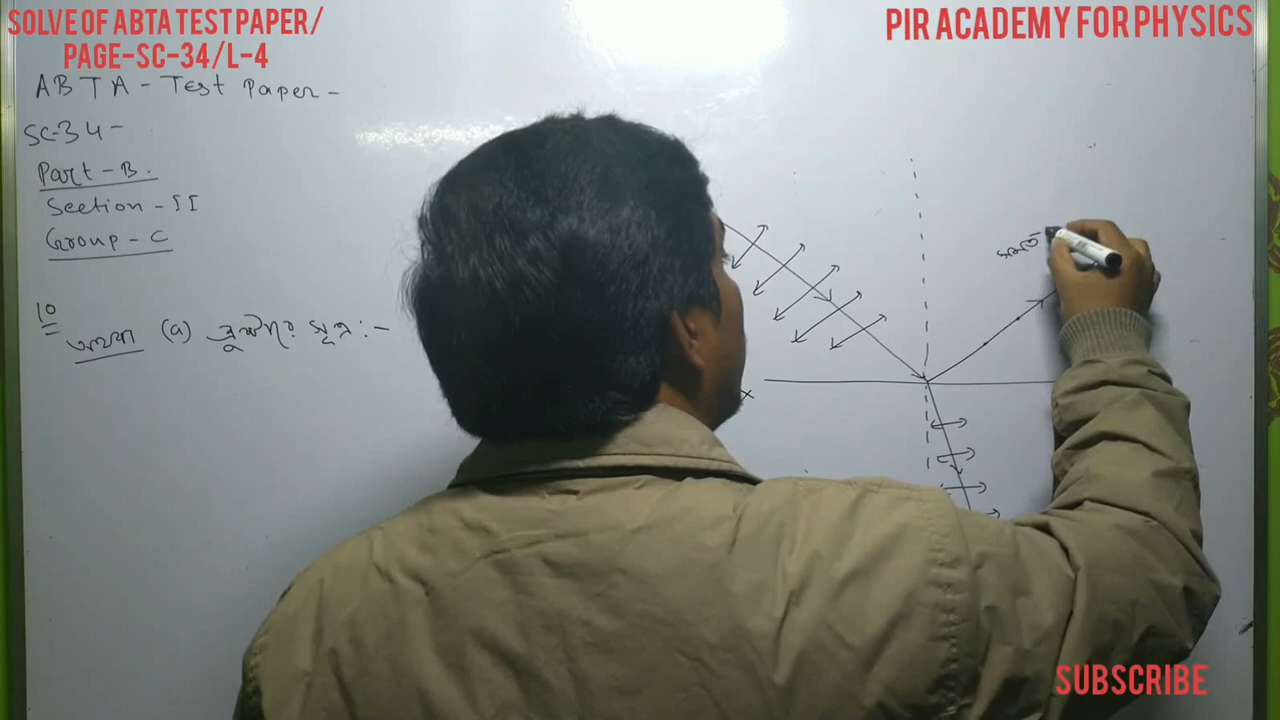 SOLVE OF ABTA TEST PAPER/
PAGE-SC-34/L-4
PIR ACADEMY FOR PHYSICS
ABTA - Test Paper -
SC-34 -
Part - B.
Section - II
Group - C
10
অথবা (a) ব্রুস্টারের সূত্র :-
SUBSCRIBE